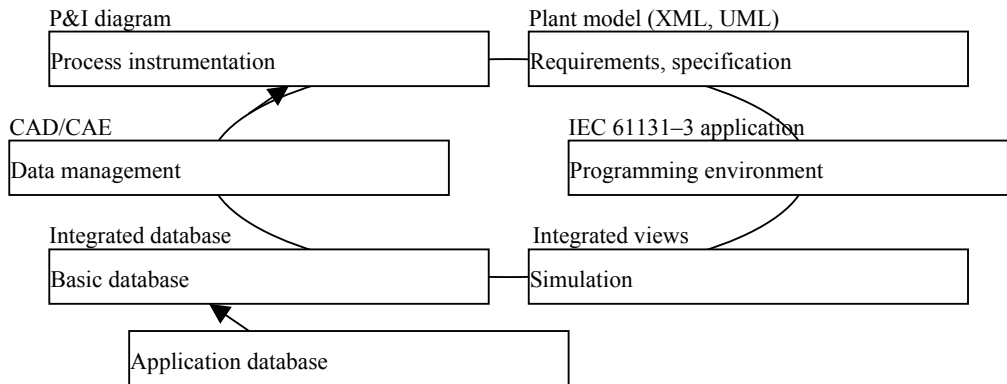 P&I diagram
Plant model (XML, UML)
Process instrumentation
Requirements, specification
CAD/CAE
IEC 61131–3 application
Data management
Programming environment
Integrated database
Integrated views
Basic database
Simulation
Application database